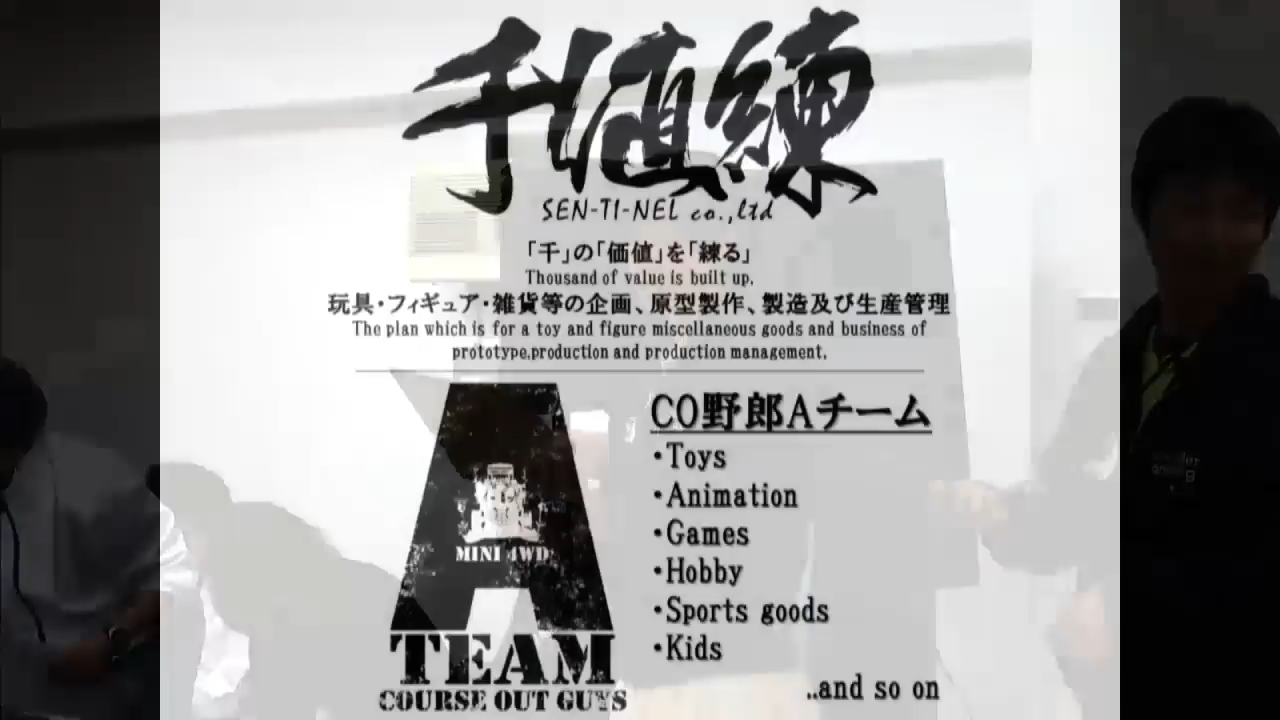 千値練
SEN-TI-NEL co.,ltd
「千」の「価値」を「練る」
Thousand of value is built up.
玩具・フィギュア・雑貨等の企画、原型製作、製造及び生産管理
The plan which is for a toy and figure miscellaneous goods and business of
prototype,production and production management.
MINI 4WD
TEAM
COURSE OUT GUYS
CO野郎Aチーム
・Toys
・Animation
・Games
・Hobby
・Sports goods
・Kids
..and so on